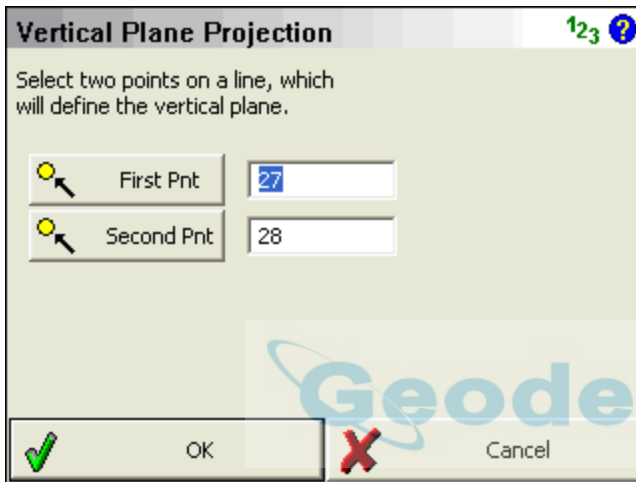 Vertical Plane Projection
123
?
Select two points on a line, which
will define the vertical plane.
First Pnt 27
Second Pnt 28
Geode
OK
Cancel